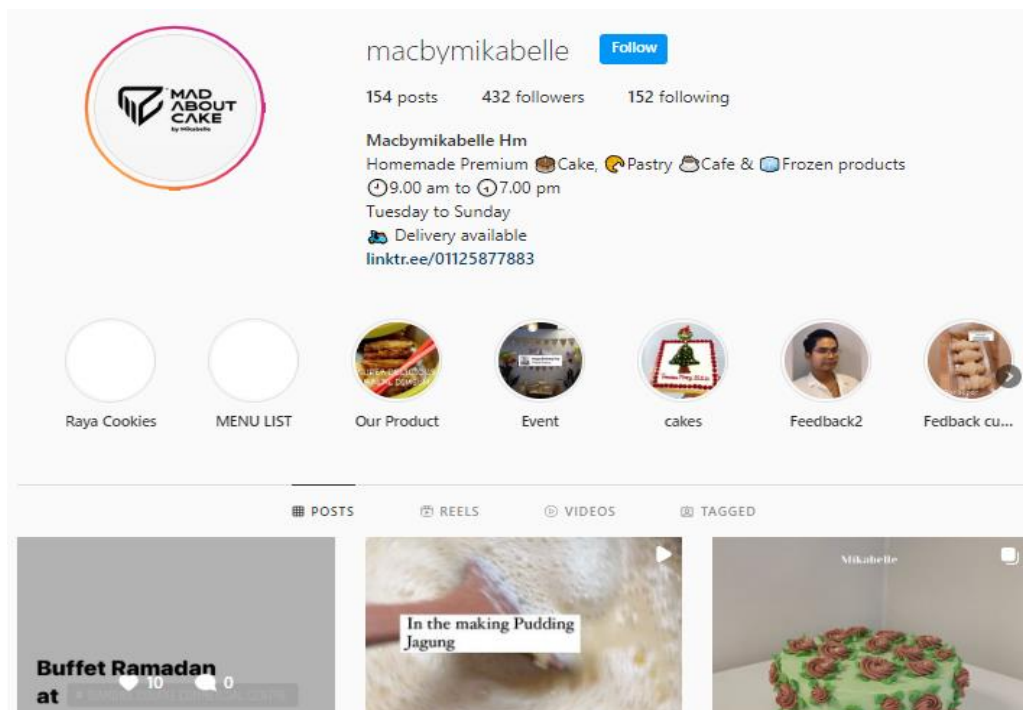 MAD
ABOUT
CAKE
by Mikabelle
macbymikabelle
Follow
154 posts 432 followers 152 following
Macbymikabelle Hm
Homemade Premium Cake, Pastry Cafe & Frozen products
9.00 am to 7.00 pm
Tuesday to Sunday
Delivery available
linktr.ee/01125877883
Raya Cookies MENU LIST Our Product Event cakes Feedback2 Fedback cu...
POSTS REELS VIDEOS TAGGED
Mikabelle
In the making Pudding
Jagung
Buffet Ramadan
at
10 0